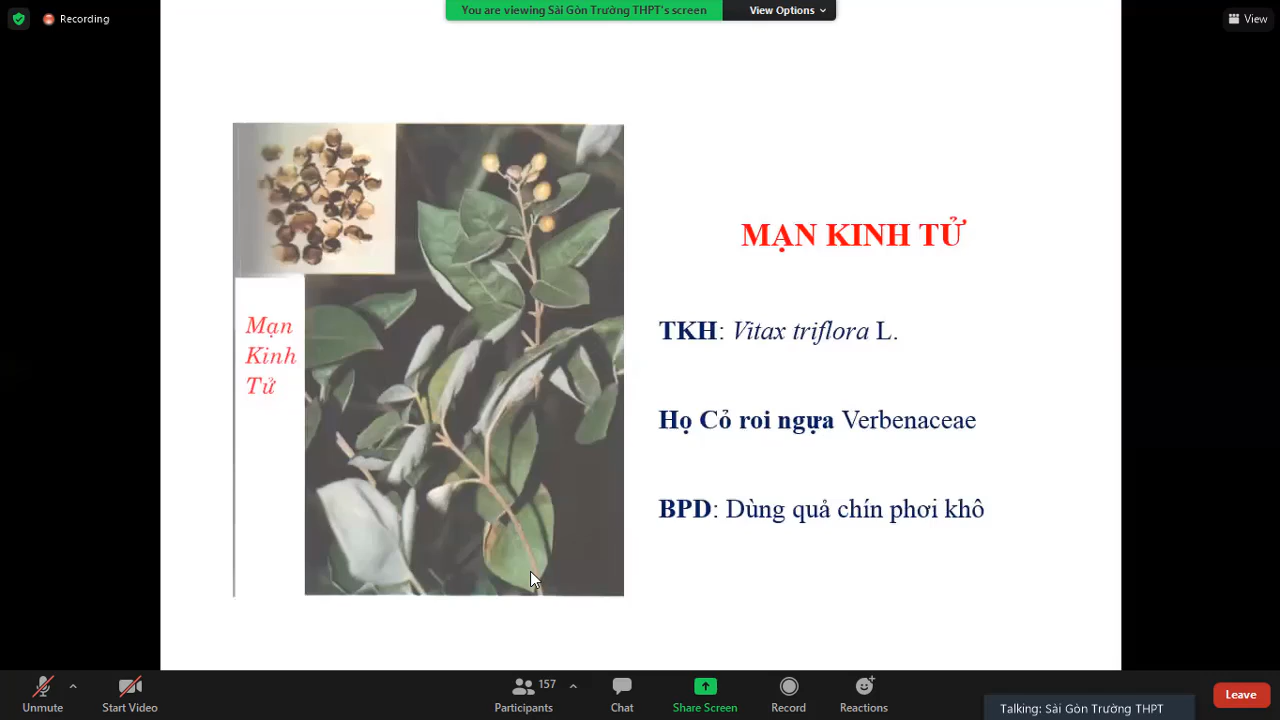 You are viewing Sài Gòn Trường THPT's screen
View Options
Recording
View
Mạn
Kinh
Tử
MẠN KINH TỬ
TKH: Vitax triflora L.
Họ Cỏ roi ngựa Verbenaceae
BPD: Dùng quả chín phơi khô
Unmute
Start Video
157
Participants
Chat
Share Screen
Record
Reactions
Talking: Sài Gòn Trường THPT
Leave